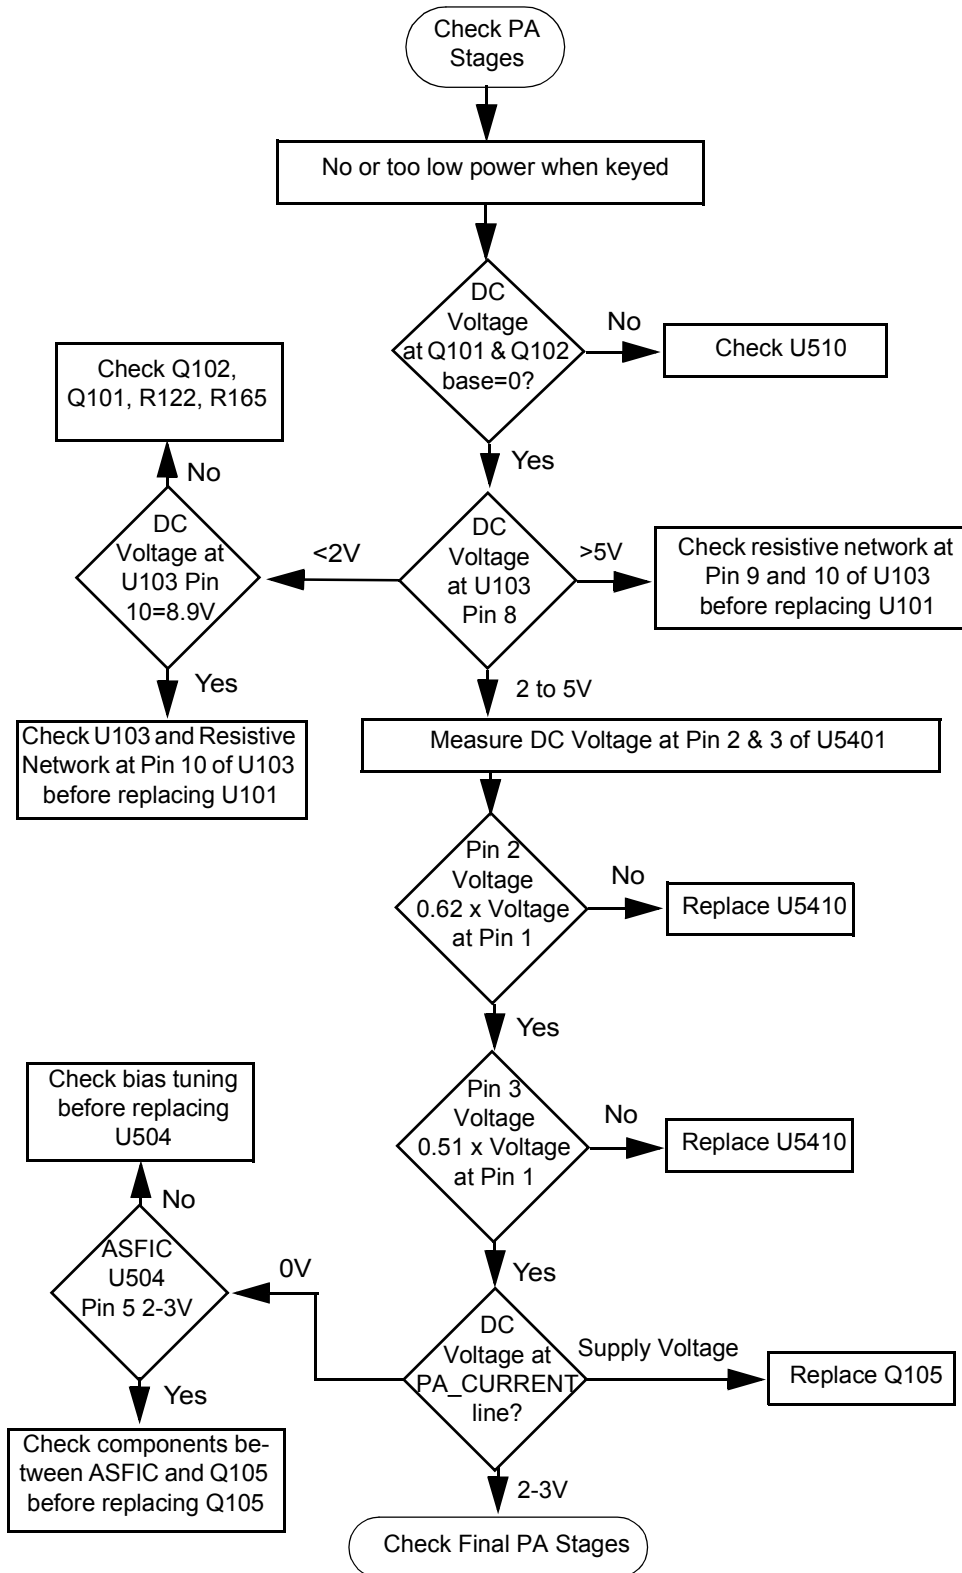 Check PA
Stages
No or too low power when keyed
DC
Voltage
at Q101 & Q102
base=0?
No
Check U510
Yes
Check Q102,
Q101, R122, R165
No
DC
Voltage at
U103 Pin
10=8.9V
<2V
DC
Voltage
at U103
Pin 8
>5V
Check resistive network at
Pin 9 and 10 of U103
before replacing U101
Yes
2 to 5V
Check U103 and Resistive
Network at Pin 10 of U103
before replacing U101
Measure DC Voltage at Pin 2 & 3 of U5401
Pin 2
Voltage
0.62 x Voltage
at Pin 1
No
Replace U5410
Yes
Pin 3
Voltage
0.51 x Voltage
at Pin 1
No
Replace U5410
Yes
Check bias tuning
before replacing
U504
No
ASFIC
U504
Pin 5 2-3V
0V
DC
Voltage at
PA_CURRENT
line?
Supply Voltage
Replace Q105
Yes
Check components be-
tween ASFIC and Q105
before replacing Q105
2-3V
Check Final PA Stages